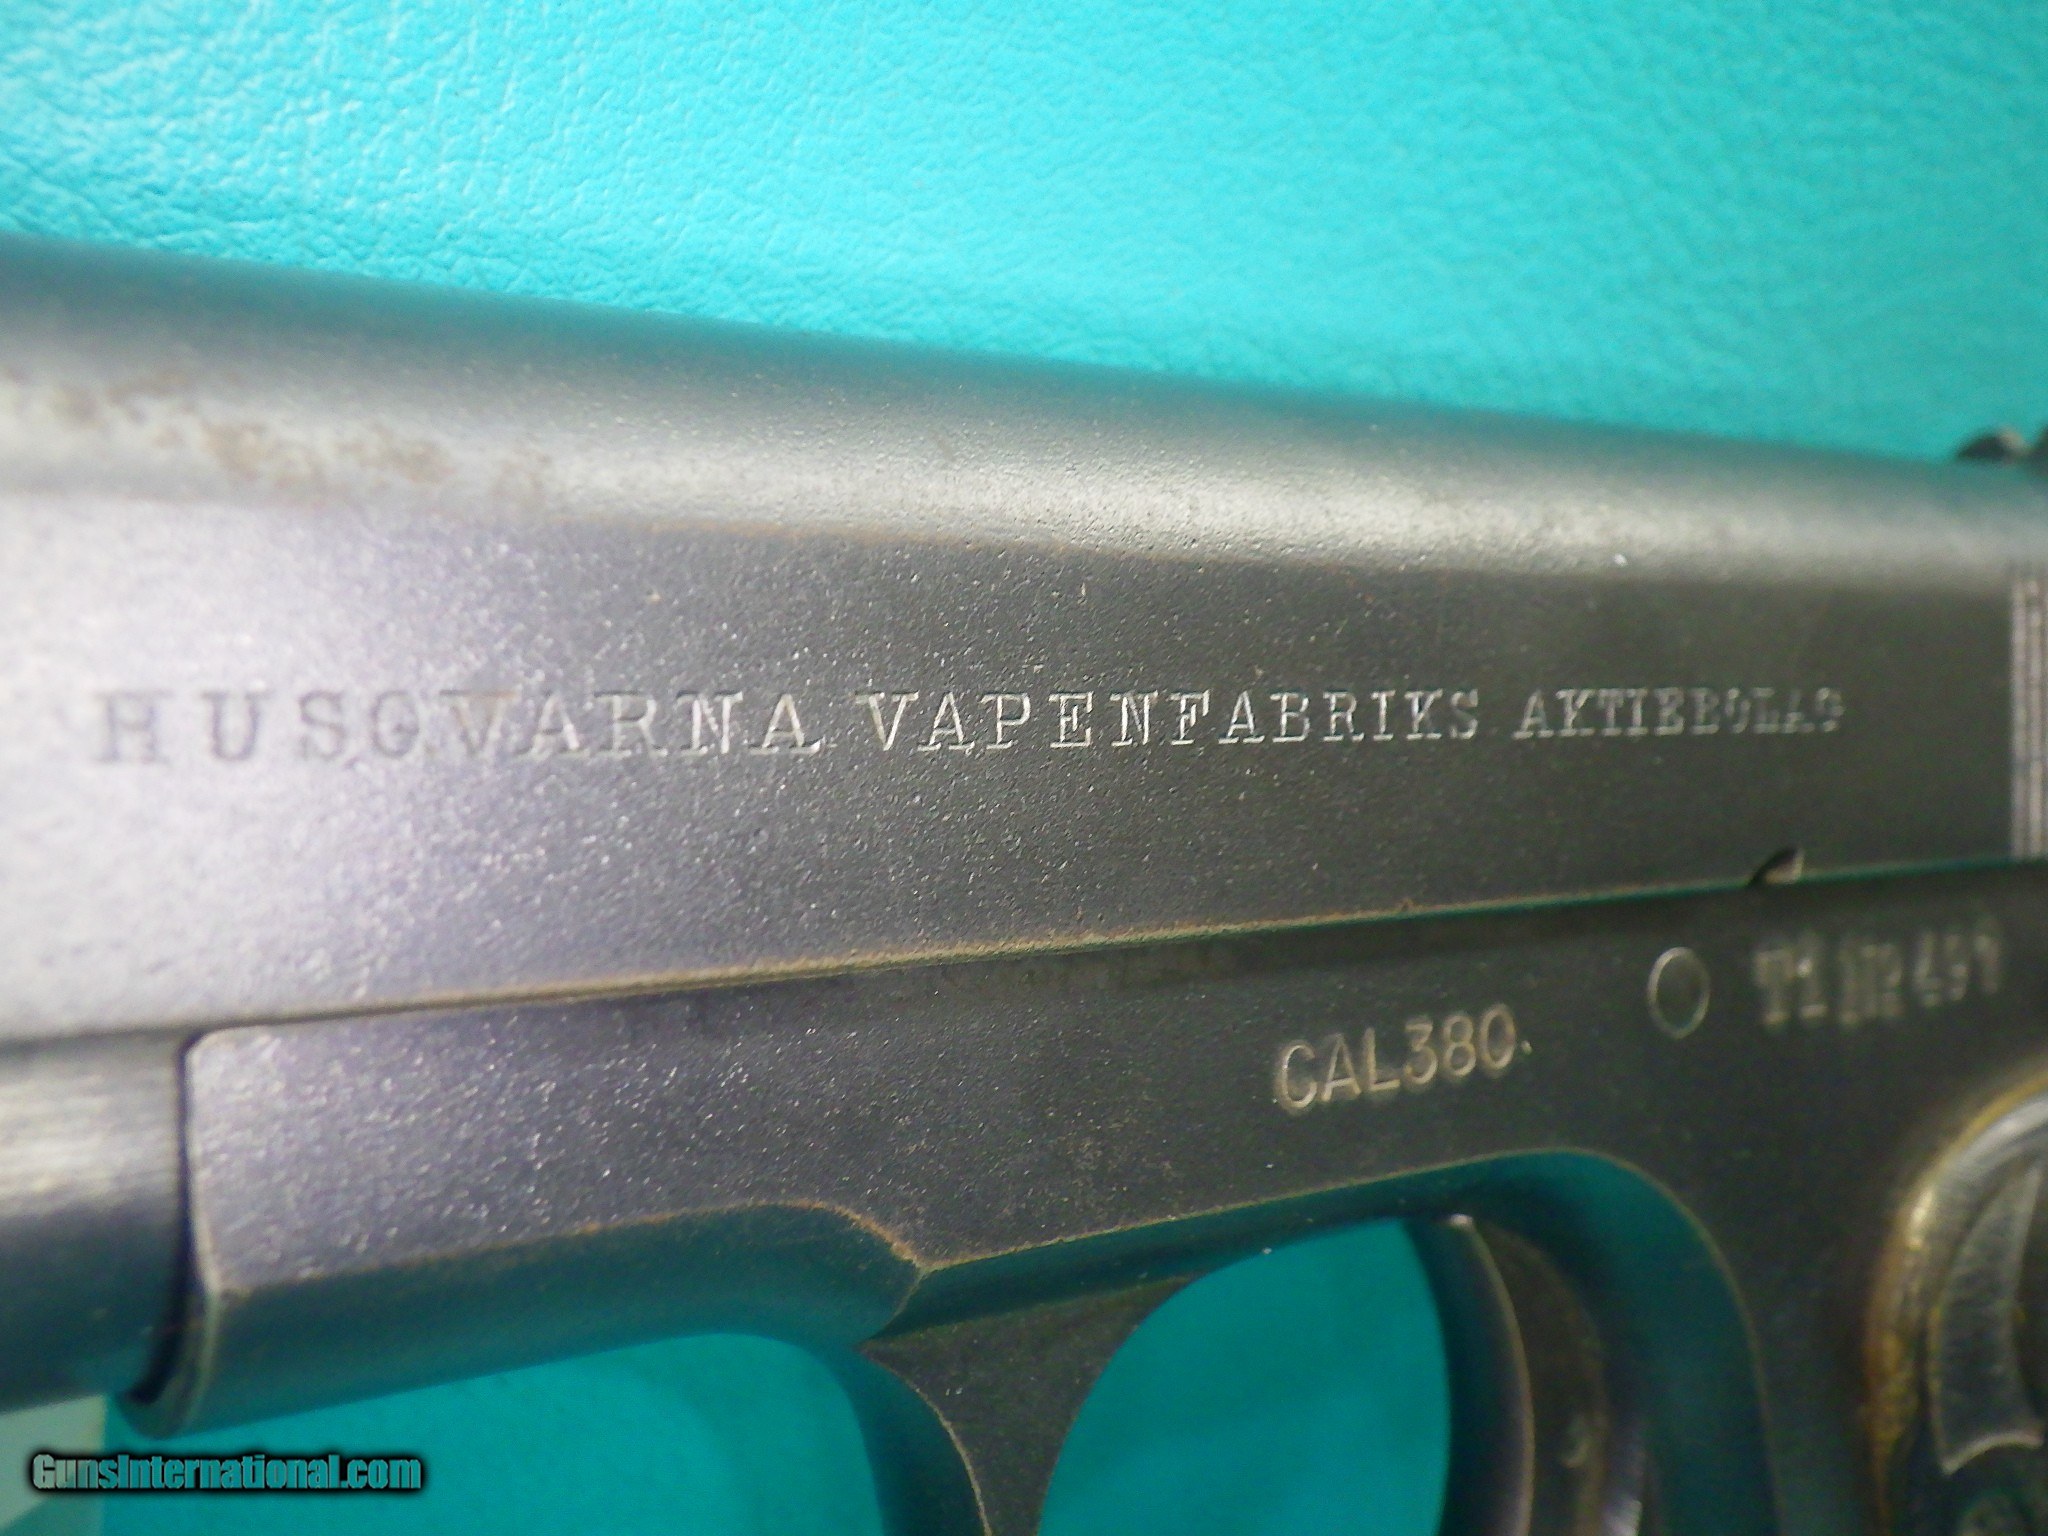 HUSQVARNA VAPENFABRIKS AKTIEBOLAG
CAL380.
GunsInternational.com